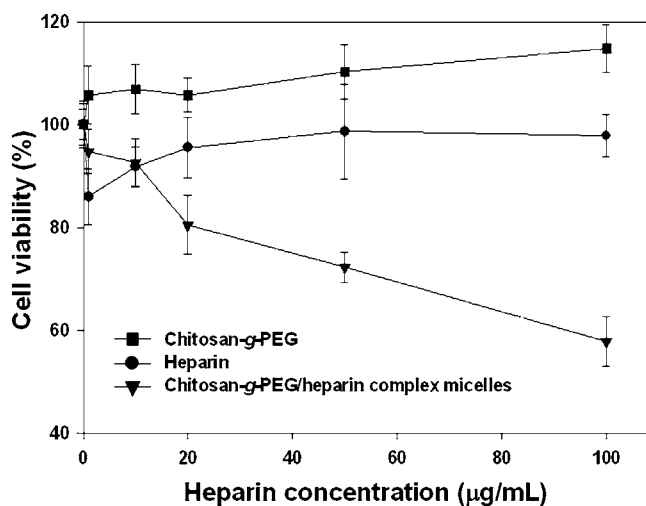 120
100
80
60
40
Cell viability (%)
Chitosan-g-PEG
Heparin
Chitosan-g-PEG/heparin complex micelles
0 20 40 60 80 100
Heparin concentration (µg/mL)